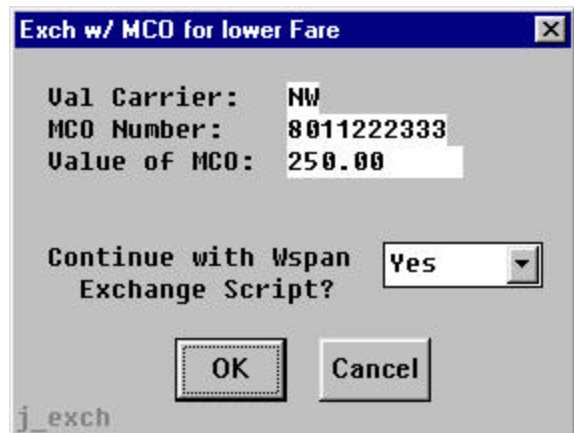 Exch w/ MCO for lower Fare
Val Carrier: NW
MCO Number: 8011222333
Value of MCO: 250.00
Continue with Wspan Yes
Exchange Script?
OK Cancel
j_exch